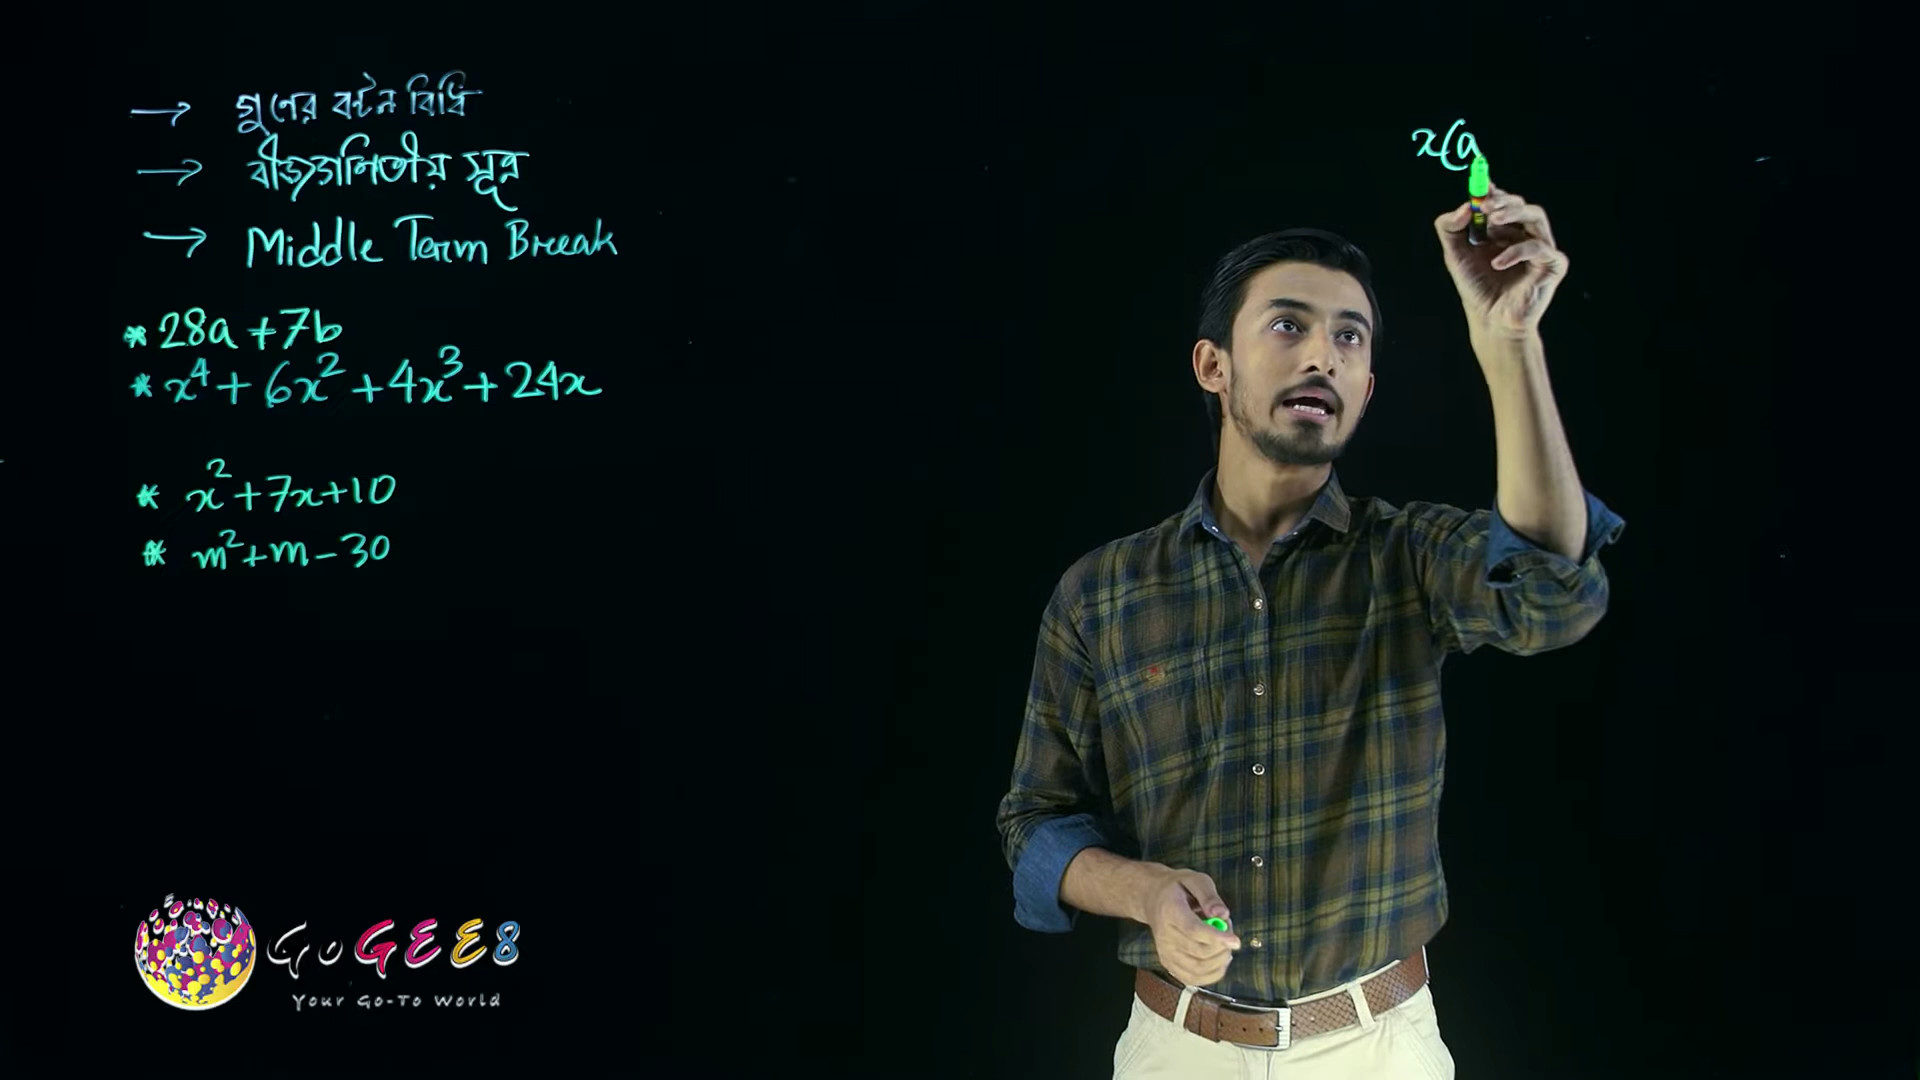 → গুণের বন্টন বিধি
→ বীজগাণিতীয় সূত্র
→ Middle Term Break
* 28a + 7b
* x⁴ + 6x² + 4x³ + 24x
* x² + 7x + 10
* m² + m - 30
x(a
GoGEE8
Your Go-To World